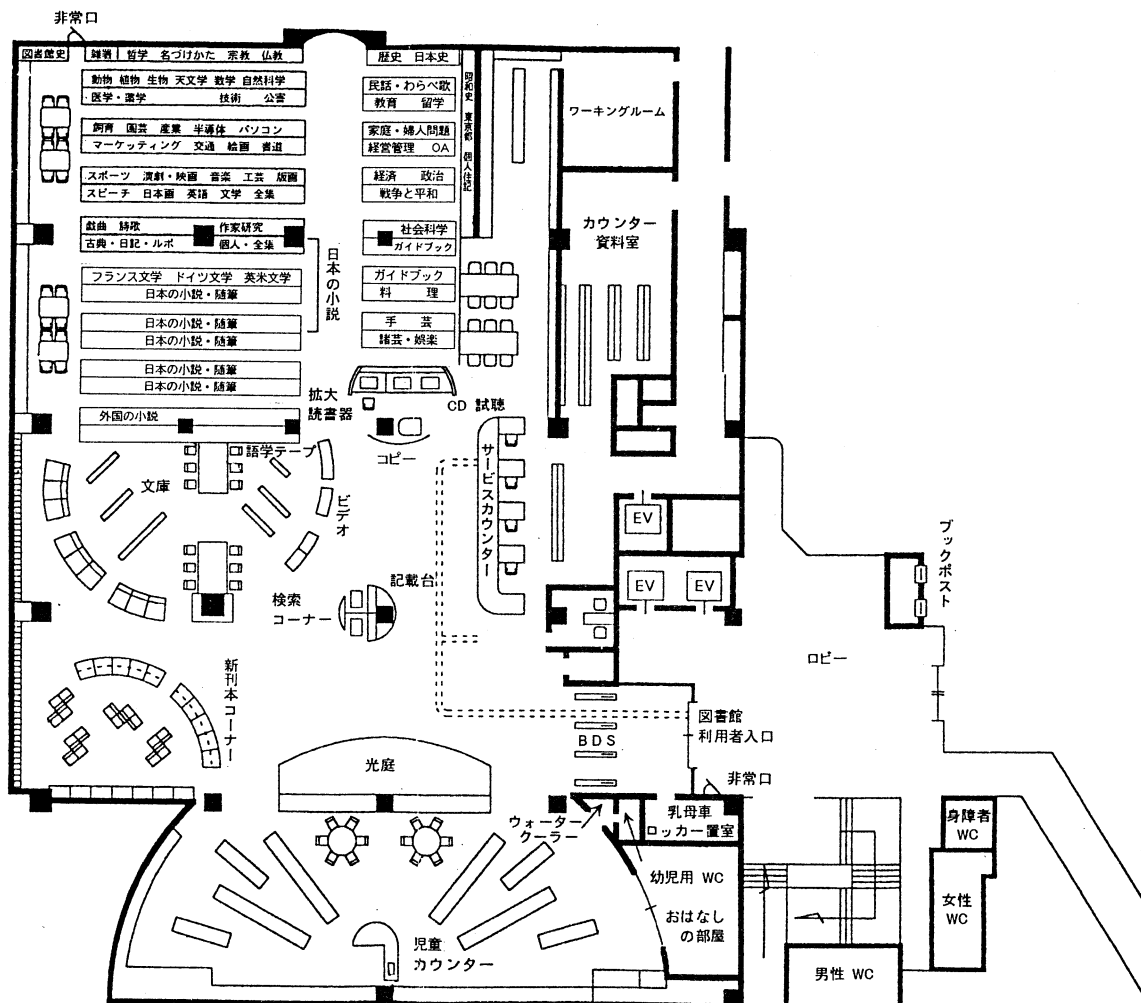 非常口
図書館史
雑著 哲学 名づけかた 宗教 仏教
歴史 日本史
動物 植物 生物 天文学 数学 自然科学
医学・薬学 技術 公害
民話・わらべ歌
教育 留学
昭和史 東京都 個人住記
ワーキングルーム
飼育 園芸 産業 半導体 パソコン
マーケッティング 交通 絵画 書道
家庭・婦人問題
経営管理 OA
スポーツ 演劇・映画 音楽 工芸 版画
スピーチ 日本画 英語 文学 全集
経済 政治
戦争と平和
戯曲 詩歌 作家研究
古典・日記・ルポ 個人・全集
社会科学
ガイドブック
カウンター
資料室
日本の小説
フランス文学 ドイツ文学 英米文学
日本の小説・随筆
ガイドブック
料理
日本の小説・随筆
日本の小説・随筆
手芸
諸芸・娯楽
日本の小説・随筆
日本の小説・随筆
外国の小説
拡大
読書器
CD 試聴
語学テープ
コピー
サービスカウンター
文庫
ビデオ
EV
ブックポスト
記載台
EV
EV
検索
コーナー
ロビー
新刊本コーナー
図書館
利用者入口
BDS
光庭
非常口
ウォーター
クーラー
乳母車
ロッカー置室
身障者
WC
幼児用 WC
おはなし
の部屋
女性
WC
児童
カウンター
男性 WC